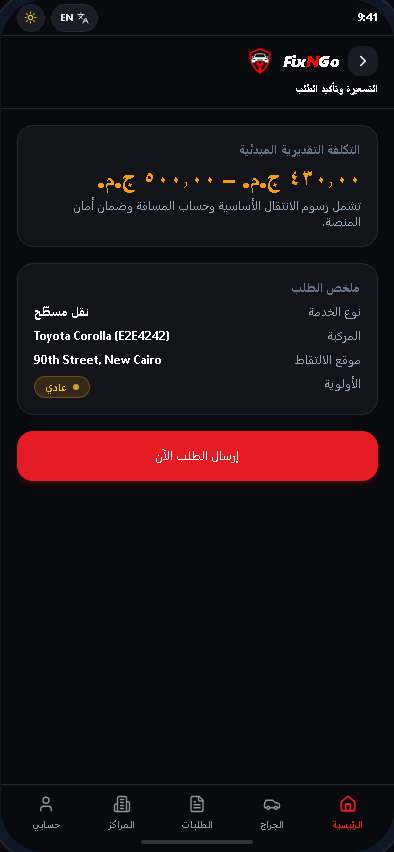 9:41
EN
FixNGo
التسعيرة وتأكيد الطلب
التكلفة التقديرية المبدئية
٤٣٠٫٠٠ ج.م. – ٥٠٠٫٠٠ ج.م.
تشمل رسوم الانتقال الأساسية وحساب المسافة وضمان أمان
المنصة.
ملخص الطلب
نوع الخدمة نقل مسطّح
المركبة Toyota Corolla (E2E4242)
موقع الالتقاط 90th Street, New Cairo
الأولوية عادي
إرسال الطلب الآن
الرئيسية الجراج الطلبات المراكز حسابي